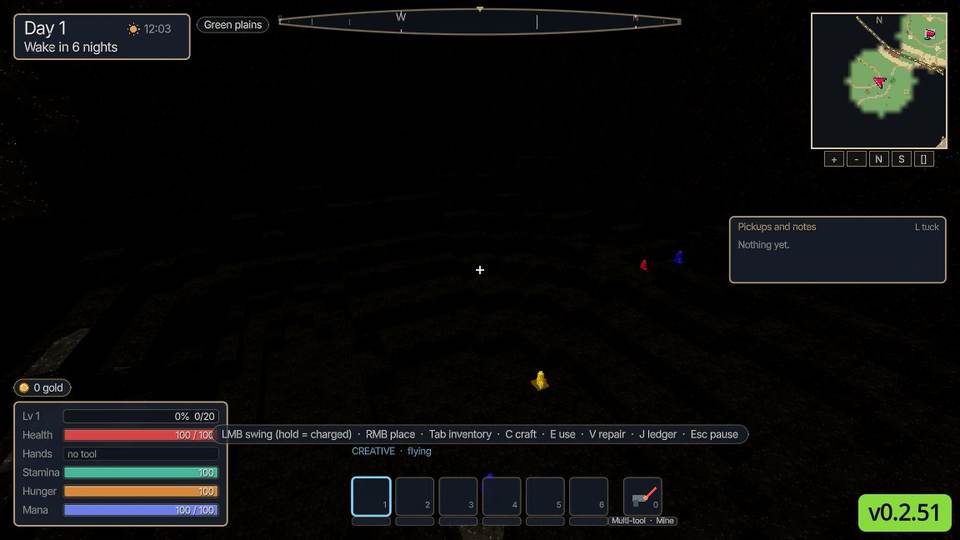 Day 1
12:03
Wake in 6 nights
Green plains
W
N
N
+ - N S []
Pickups and notes
L tuck
Nothing yet.
0 gold
Lv 1
0% 0/20
Health
100 / 100
Hands
no tool
Stamina
100
Hunger
100
Mana
100 / 100
LMB swing (hold = charged) · RMB place · Tab inventory · C craft · E use · V repair · J ledger · Esc pause
CREATIVE · flying
1 2 3 4 5 6 0
Multi-tool · Mine
v0.2.51